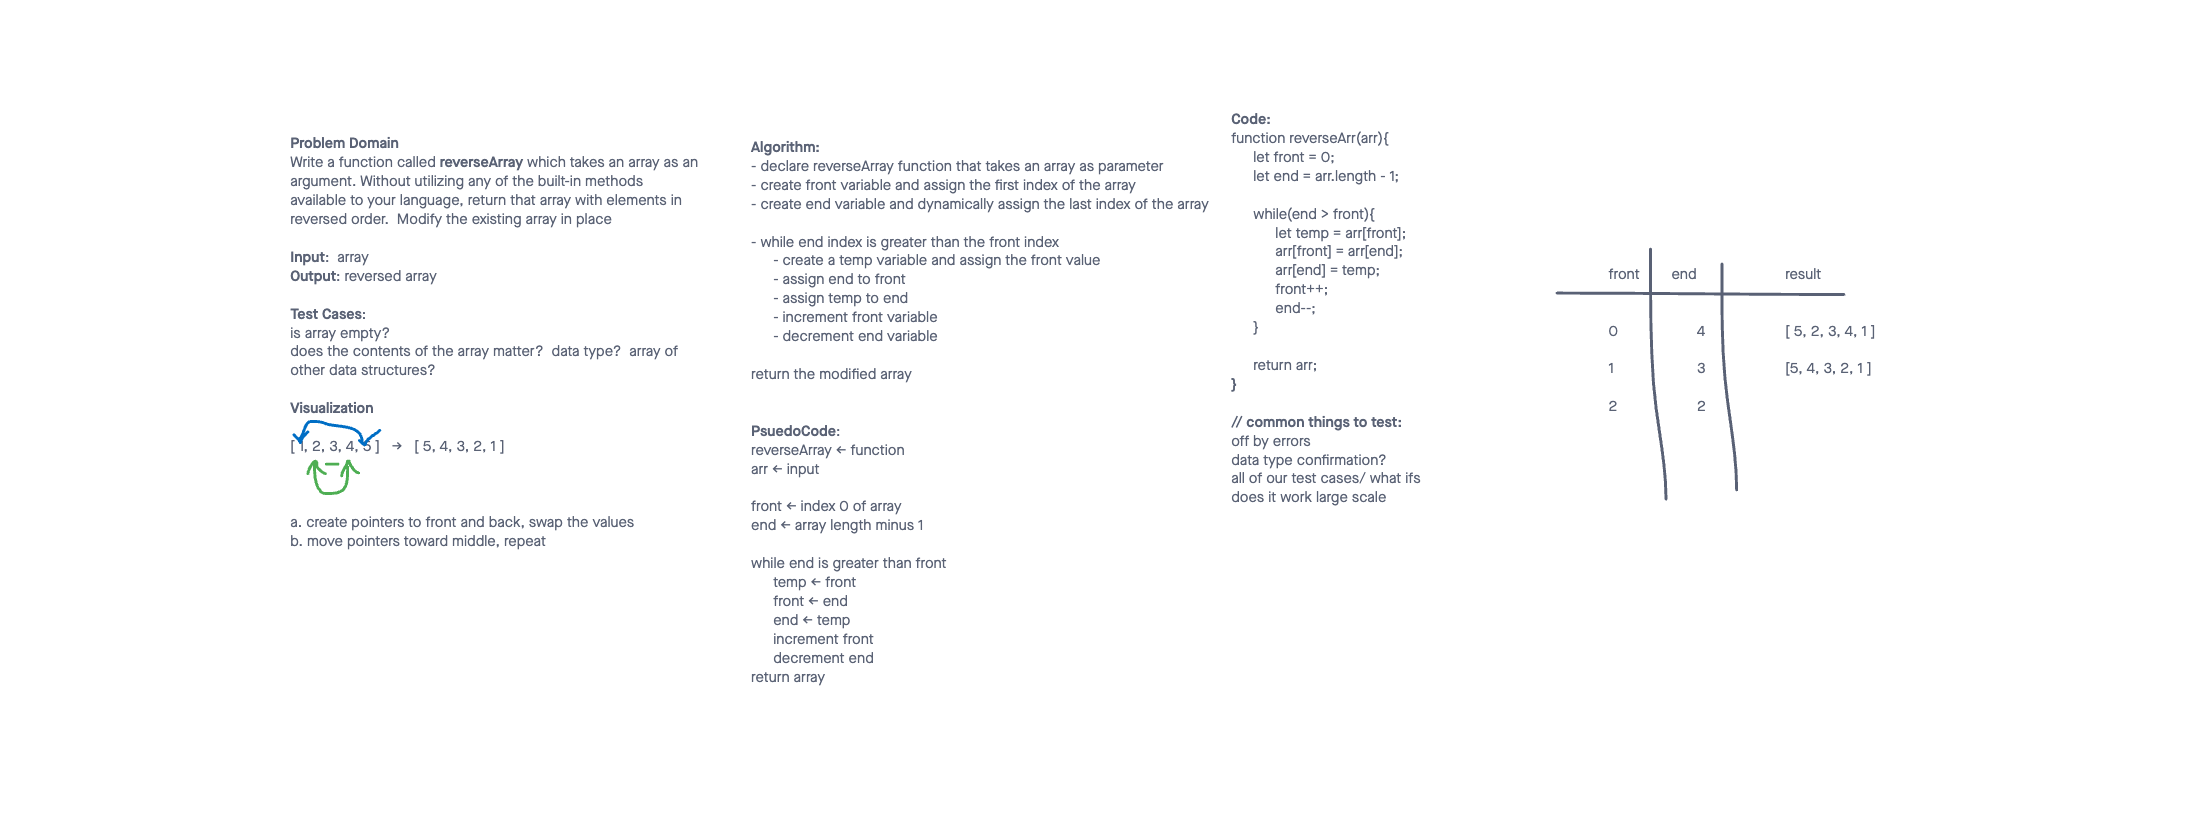 Problem Domain
Write a function called reverseArray which takes an array as an
argument. Without utilizing any of the built-in methods
available to your language, return that array with elements in
reversed order.  Modify the existing array in place
Input:  array
Output: reversed array
Test Cases:
is array empty?
does the contents of the array matter?  data type?  array of
other data structures?
Visualization
[ 1, 2, 3, 4, 5 ]  →  [ 5, 4, 3, 2, 1 ]
a. create pointers to front and back, swap the values
b. move pointers toward middle, repeat
Algorithm:
- declare reverseArray function that takes an array as parameter
- create front variable and assign the first index of the array
- create end variable and dynamically assign the last index of the array
- while end index is greater than the front index
- create a temp variable and assign the front value
- assign end to front
- assign temp to end
- increment front variable
- decrement end variable
return the modified array
PsuedoCode:
reverseArray ← function
arr ← input
front ← index 0 of array
end ← array length minus 1
while end is greater than front
temp ← front
front ← end
end ← temp
increment front
decrement end
return array
Code:
function reverseArr(arr){
let front = 0;
let end = arr.length - 1;
while(end > front){
let temp = arr[front];
arr[front] = arr[end];
arr[end] = temp;
front++;
end--;
}
return arr;
}
// common things to test:
off by errors
data type confirmation?
all of our test cases/ what ifs
does it work large scale
front end result
0 4 [ 5, 2, 3, 4, 1 ]
1 3 [5, 4, 3, 2, 1 ]
2 2